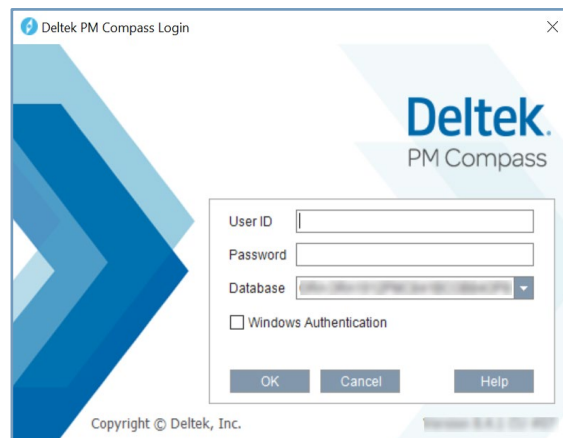 Deltek PM Compass Login
Deltek.
PM Compass
User ID
Password
Database
Windows Authentication
OK Cancel Help
Copyright © Deltek, Inc.